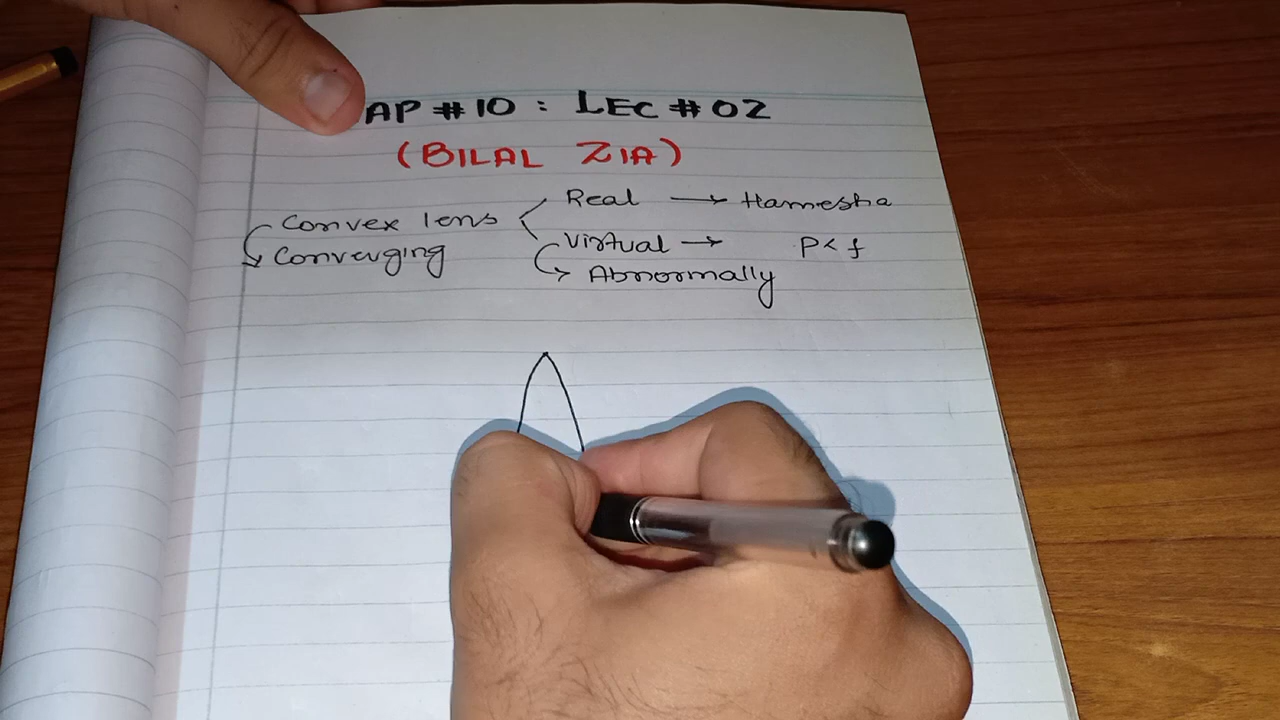 AP # 10 : LEC # 02
(BILAL ZIA)
Convex lens
Converging
Real → Hamesha
Virtual → P < f
Abnormally